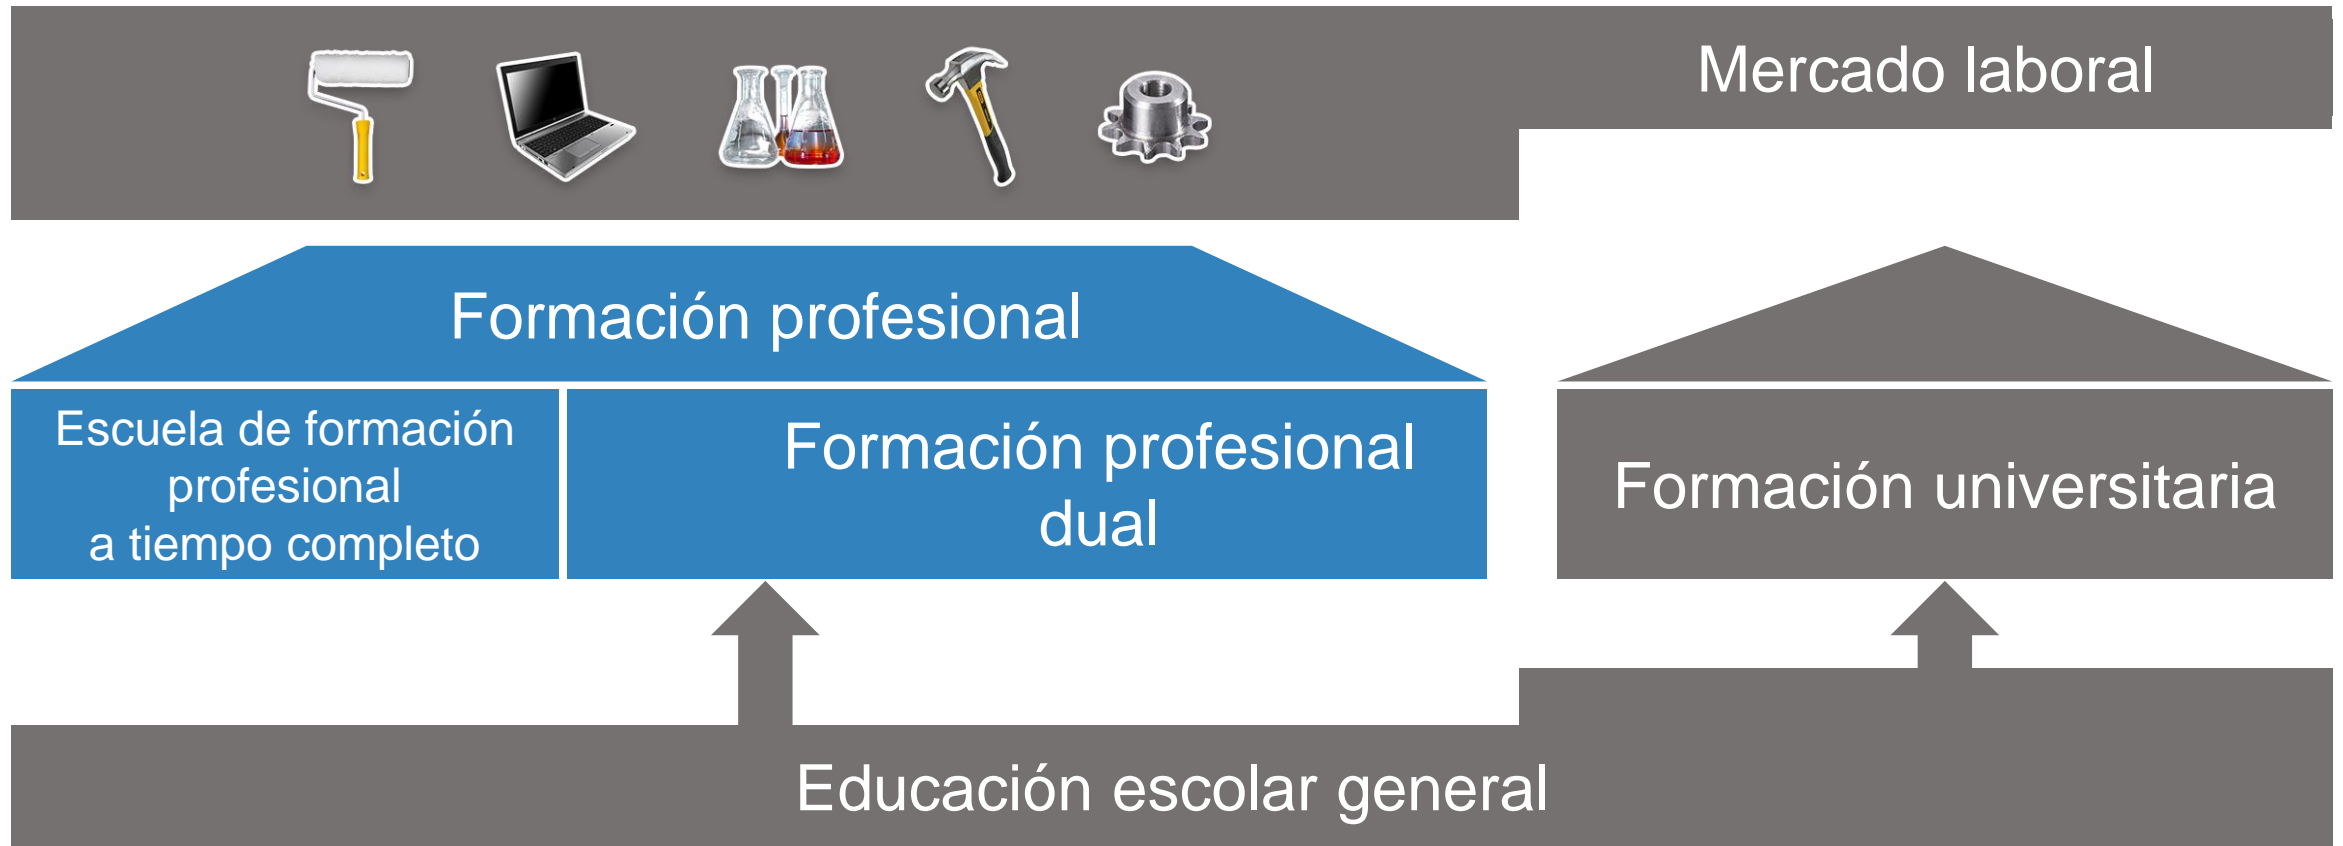 Mercado laboral
Formación profesional
Escuela de formación
profesional
a tiempo completo
Formación profesional
dual
Formación universitaria
Educación escolar general